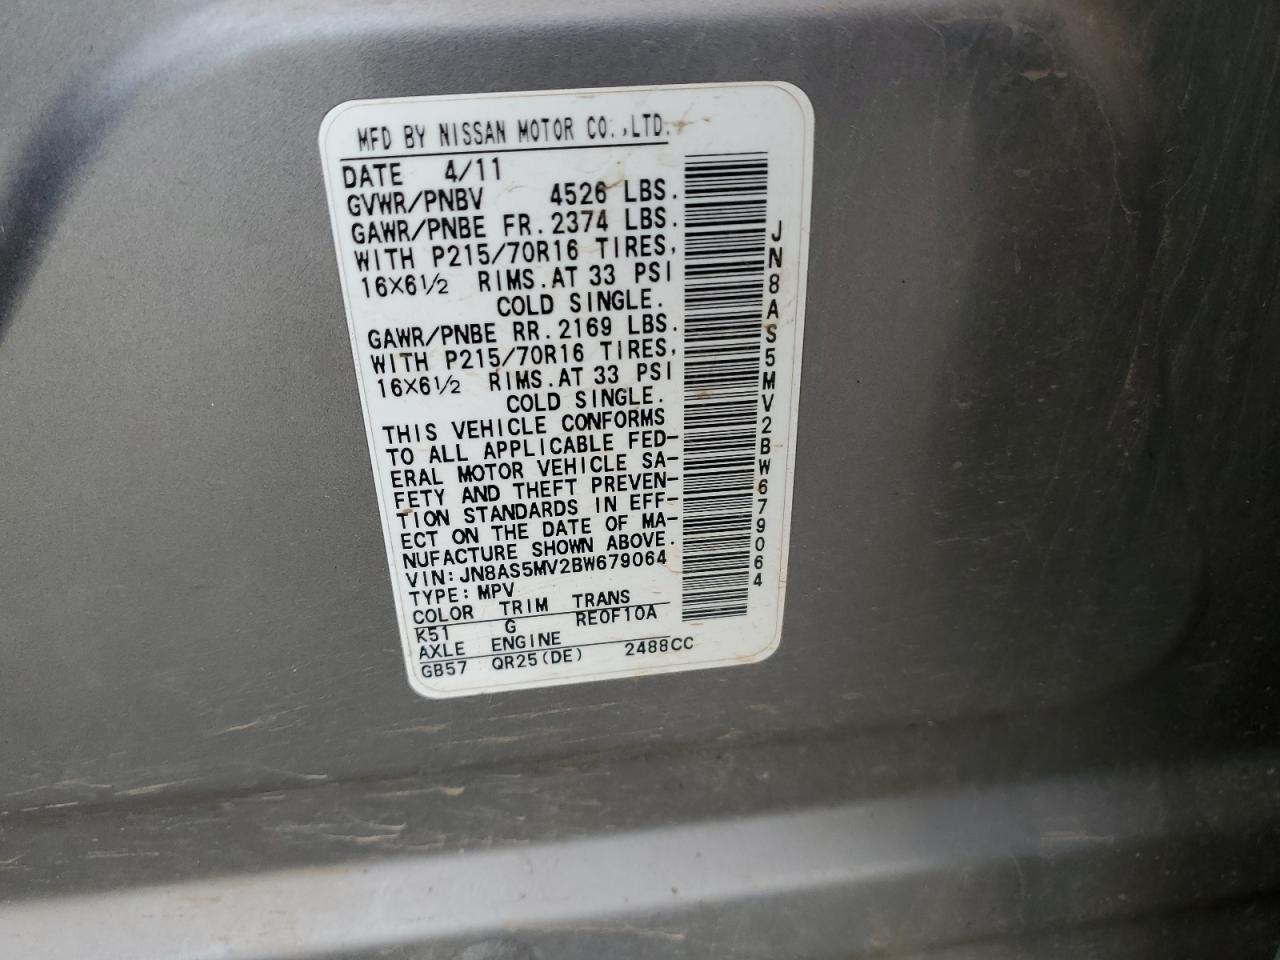 MFD BY NISSAN MOTOR CO.,LTD.
DATE 4/11
GVWR/PNBV 4526 LBS.
GAWR/PNBE FR.2374 LBS.
WITH P215/70R16 TIRES,
16×6½ RIMS.AT 33 PSI
COLD SINGLE.
GAWR/PNBE RR.2169 LBS.
WITH P215/70R16 TIRES,
16×6½ RIMS.AT 33 PSI
COLD SINGLE.
THIS VEHICLE CONFORMS
TO ALL APPLICABLE FED-
ERAL MOTOR VEHICLE SA-
FETY AND THEFT PREVEN-
TION STANDARDS IN EFF-
ECT ON THE DATE OF MA-
NUFACTURE SHOWN ABOVE.
VIN:JN8AS5MV2BW679064
TYPE:MPV
COLOR TRIM TRANS
K51 G RE0F10A
AXLE ENGINE
GB57 QR25(DE) 2488CC
JN8AS5MV2BW679064